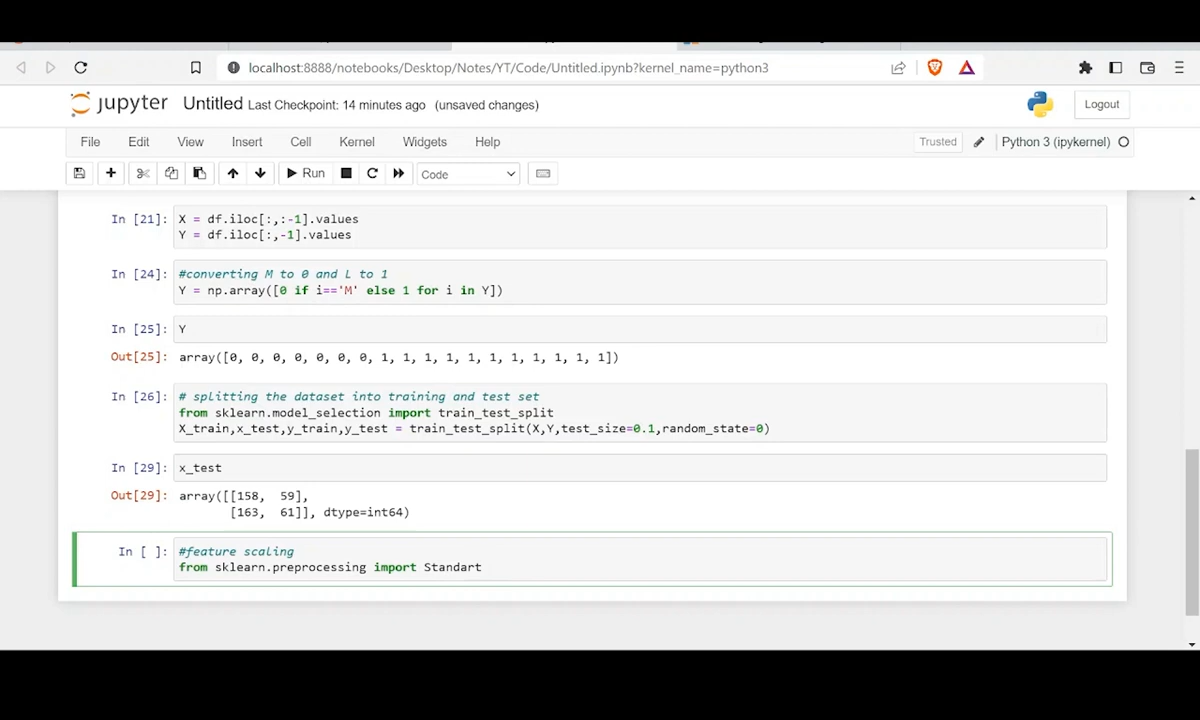 localhost:8888/notebooks/Desktop/Notes/YT/Code/Untitled.ipynb?kernel_name=python3
jupyter Untitled Last Checkpoint: 14 minutes ago (unsaved changes)
Logout
File Edit View Insert Cell Kernel Widgets Help
Trusted Python 3 (ipykernel)
Run Code
In [21]: X = df.iloc[:,:-1].values
Y = df.iloc[:,-1].values
In [24]: #converting M to 0 and L to 1
Y = np.array([0 if i=='M' else 1 for i in Y])
In [25]: Y
Out[25]: array([0, 0, 0, 0, 0, 0, 0, 1, 1, 1, 1, 1, 1, 1, 1, 1, 1, 1])
In [26]: # splitting the dataset into training and test set
from sklearn.model_selection import train_test_split
X_train,x_test,y_train,y_test = train_test_split(X,Y,test_size=0.1,random_state=0)
In [29]: x_test
Out[29]: array([[158, 59],
[163, 61]], dtype=int64)
In [ ]: #feature scaling
from sklearn.preprocessing import Standart